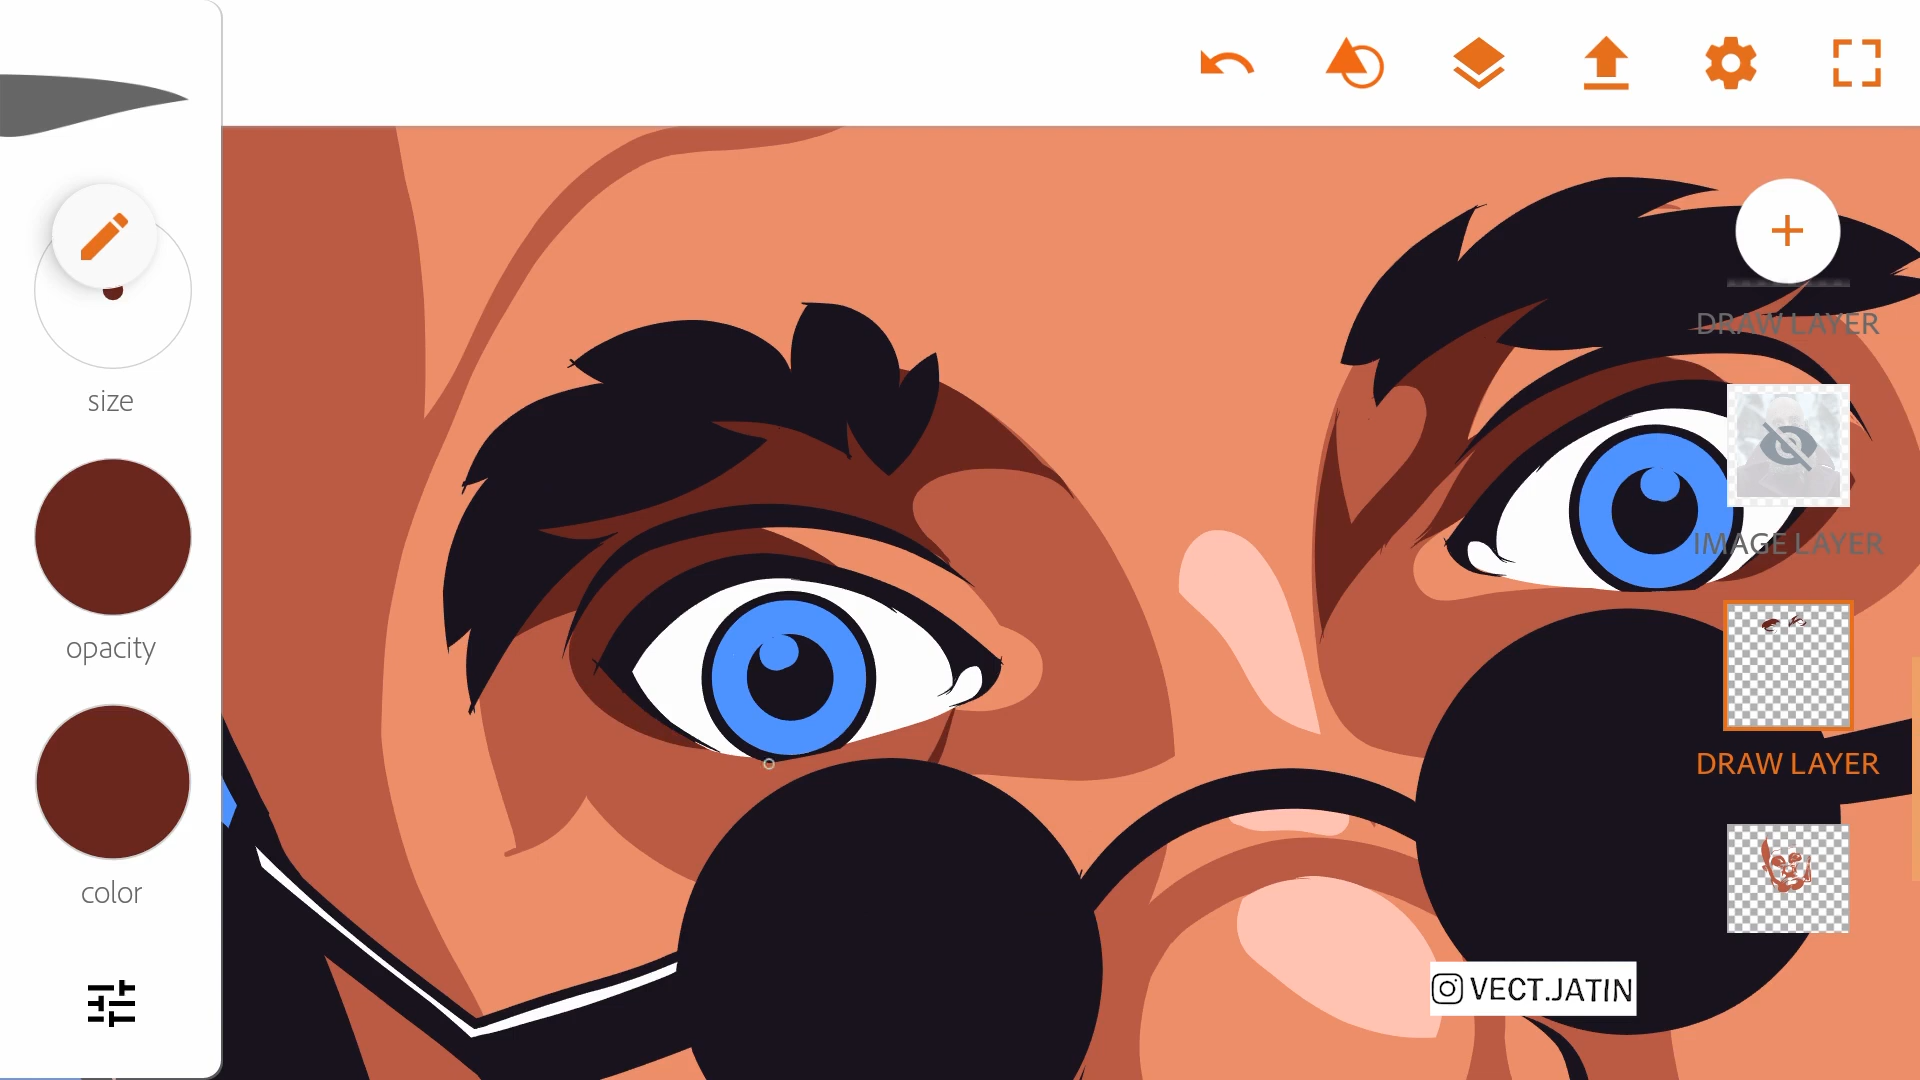 size
opacity
color
DRAW LAYER
IMAGE LAYER
DRAW LAYER
VECT.JATIN